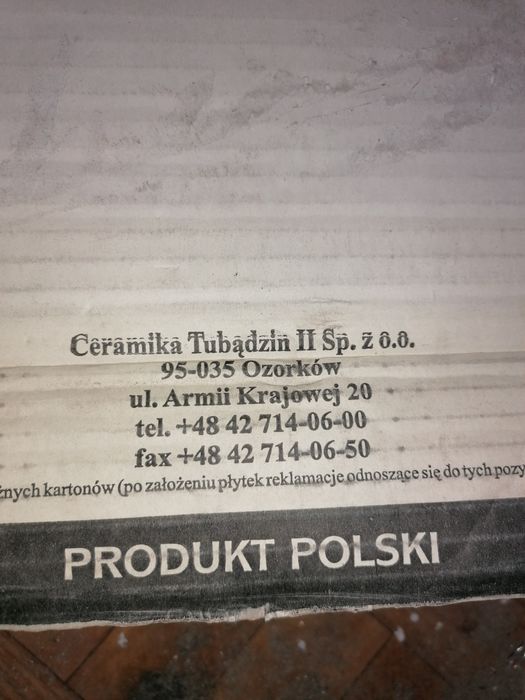 Ceramika Tubądzin II Sp. z o.o.
95-035 Ozorków
ul. Armii Krajowej 20
tel. +48 42 714-06-00
fax +48 42 714-06-50
żnych kartonów (po założeniu płytek reklamacje odnoszące się do tych pozy
PRODUKT POLSKI